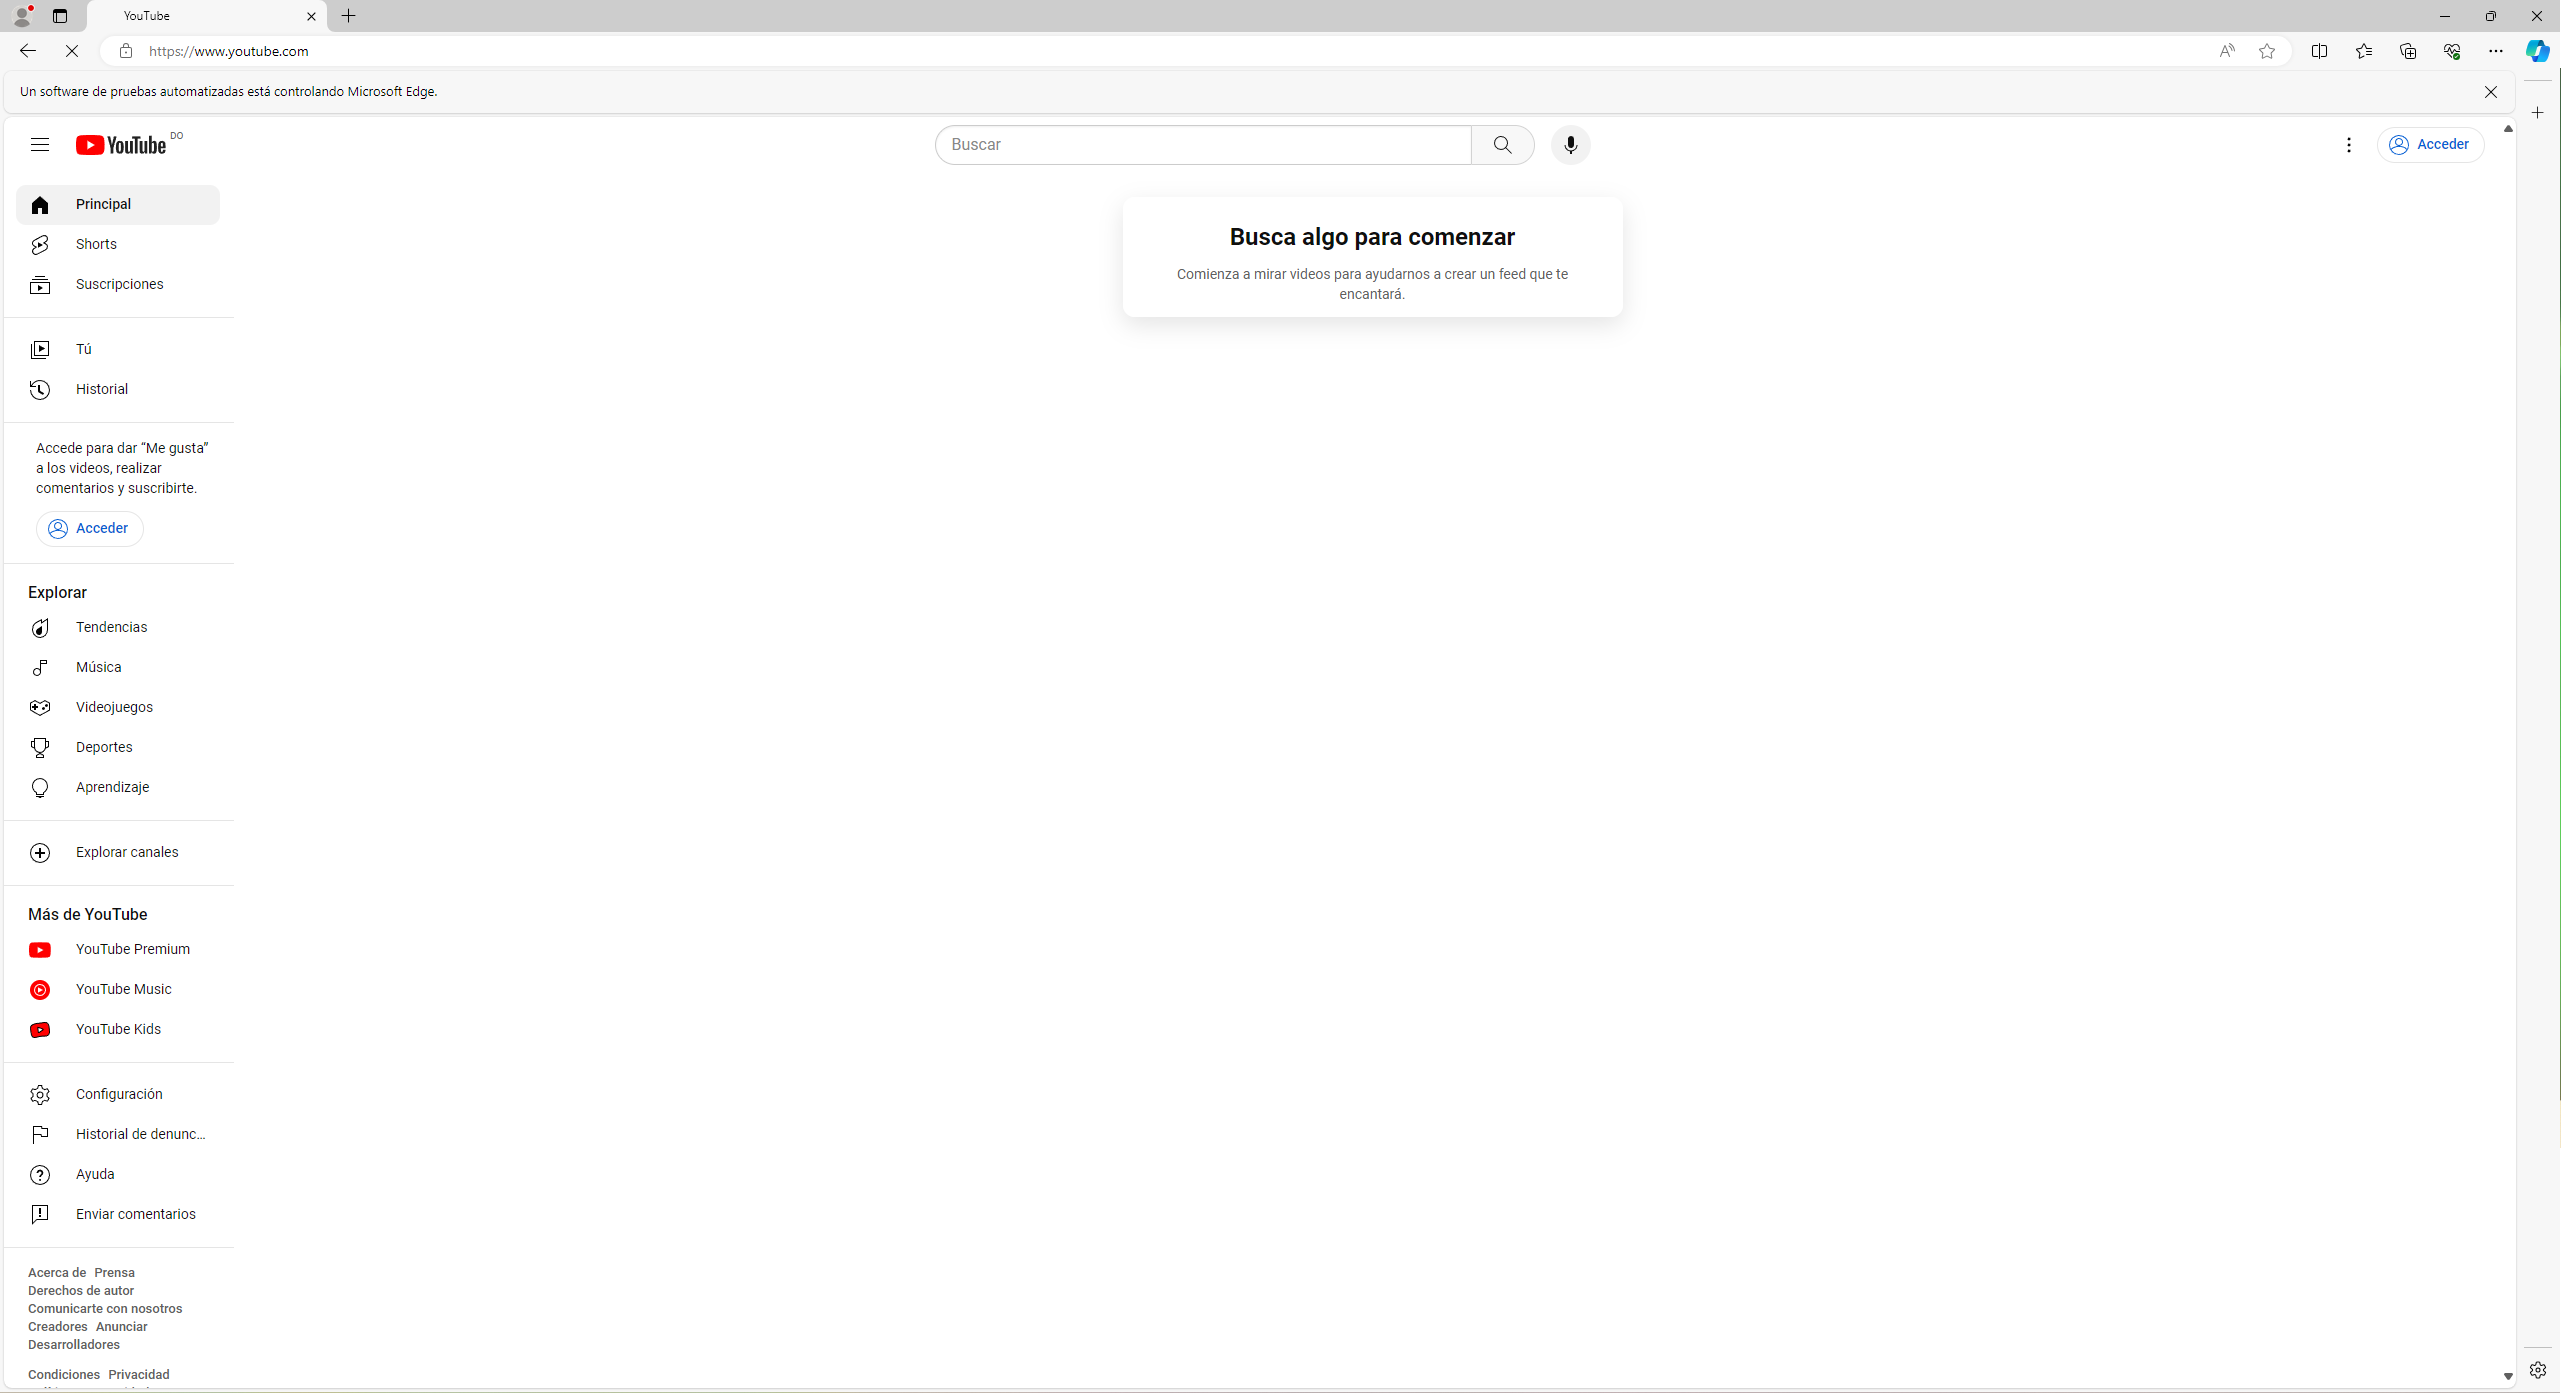 YouTube
https://www.youtube.com
Un software de pruebas automatizadas está controlando Microsoft Edge.
YouTube DO
Buscar
Acceder
Principal
Shorts
Suscripciones
Busca algo para comenzar
Comienza a mirar videos para ayudarnos a crear un feed que te
encantará.
Tú
Historial
Accede para dar “Me gusta”
a los videos, realizar
comentarios y suscribirte.
Acceder
Explorar
Tendencias
Música
Videojuegos
Deportes
Aprendizaje
Explorar canales
Más de YouTube
YouTube Premium
YouTube Music
YouTube Kids
Configuración
Historial de denunc...
Ayuda
Enviar comentarios
Acerca de Prensa
Derechos de autor
Comunicarte con nosotros
Creadores Anunciar
Desarrolladores
Condiciones Privacidad